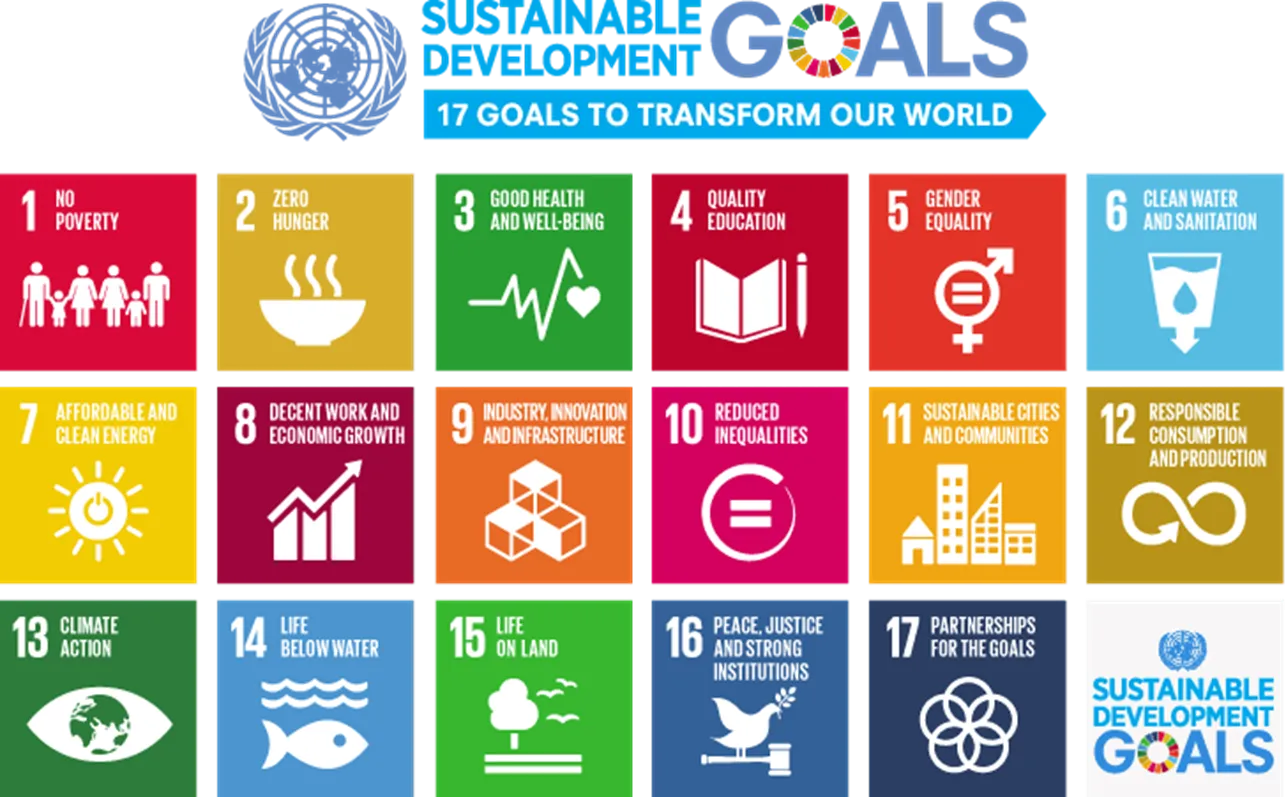 SUSTAINABLE
DEVELOPMENT
GOALS
17 GOALS TO TRANSFORM OUR WORLD
1 NO
POVERTY
2 ZERO
HUNGER
3 GOOD HEALTH
AND WELL-BEING
4 QUALITY
EDUCATION
5 GENDER
EQUALITY
6 CLEAN WATER
AND SANITATION
7 AFFORDABLE AND
CLEAN ENERGY
8 DECENT WORK AND
ECONOMIC GROWTH
9 INDUSTRY, INNOVATION
AND INFRASTRUCTURE
10 REDUCED
INEQUALITIES
11 SUSTAINABLE CITIES
AND COMMUNITIES
12 RESPONSIBLE
CONSUMPTION
AND PRODUCTION
13 CLIMATE
ACTION
14 LIFE
BELOW WATER
15 LIFE
ON LAND
16 PEACE, JUSTICE
AND STRONG
INSTITUTIONS
17 PARTNERSHIPS
FOR THE GOALS
SUSTAINABLE
DEVELOPMENT
GOALS